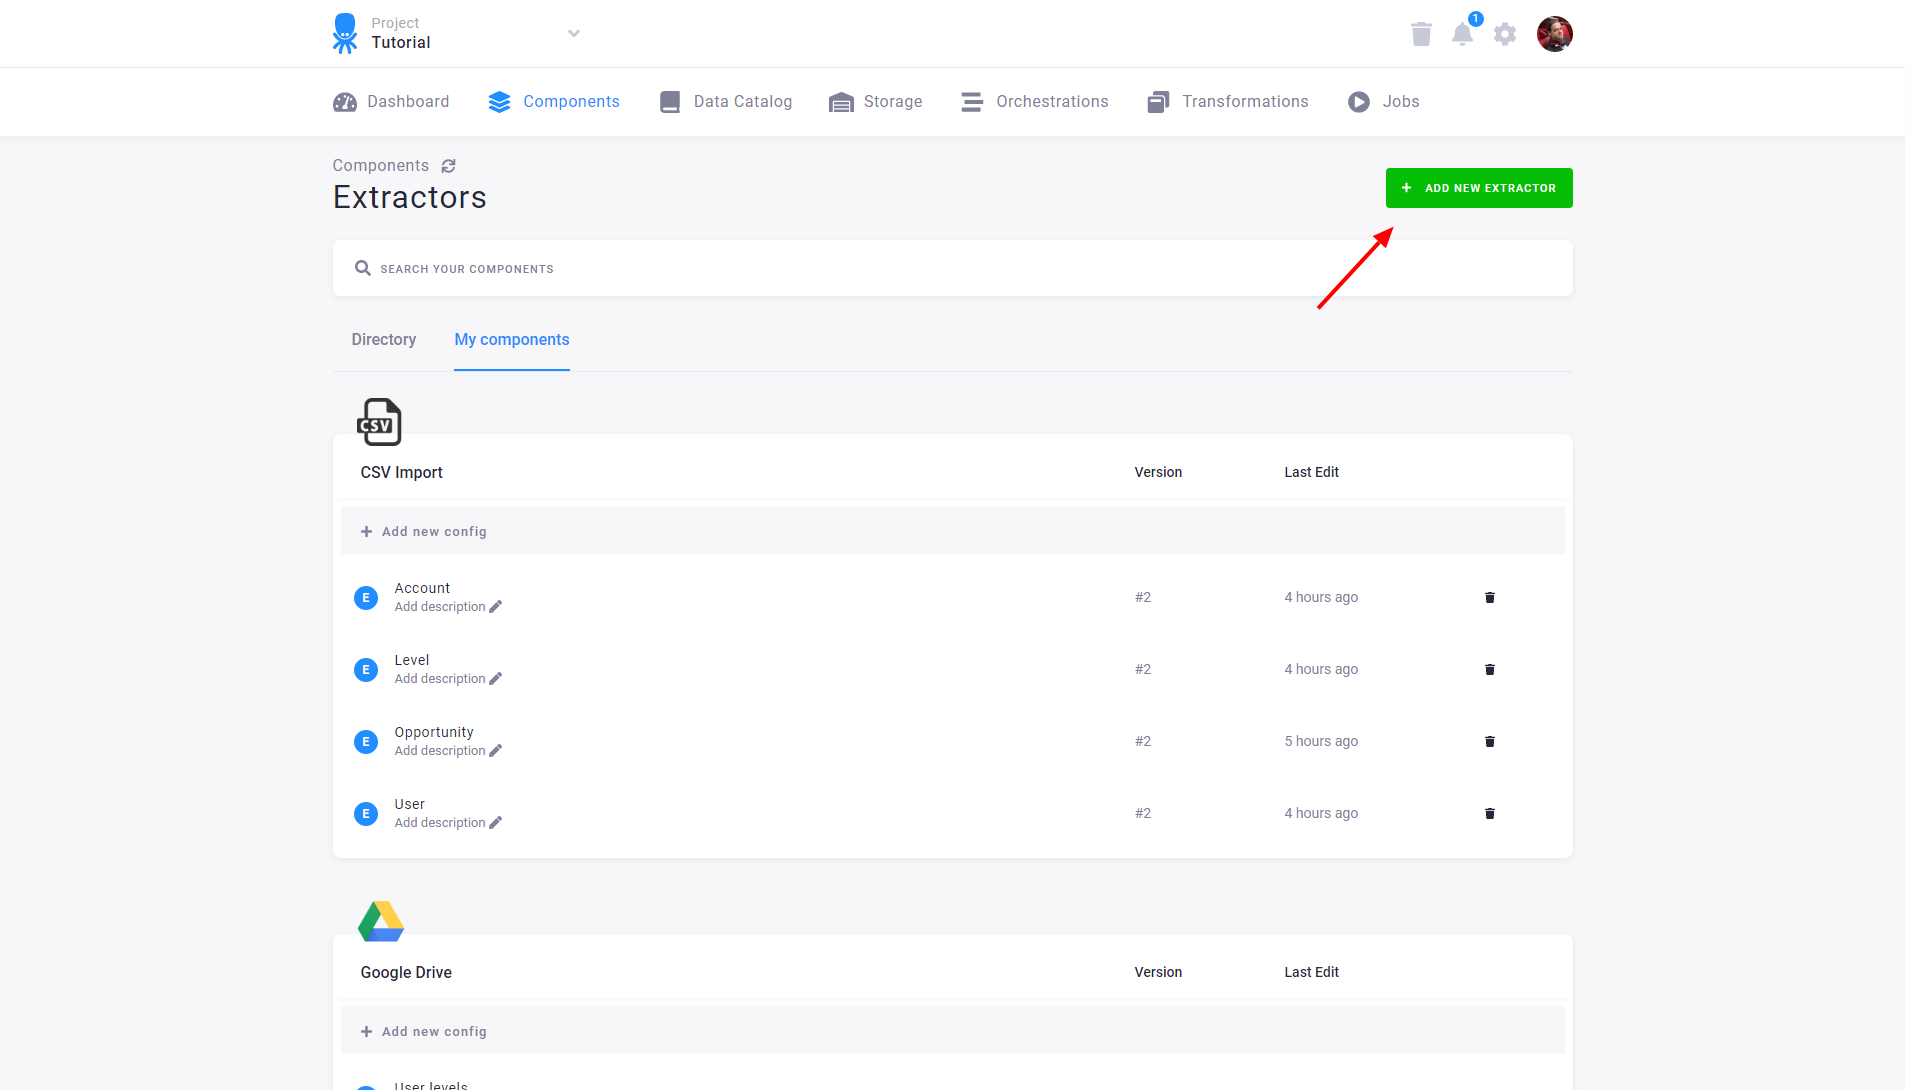 Project
Tutorial
1
Dashboard
Components
Data Catalog
Storage
Orchestrations
Transformations
Jobs
Components
Extractors
+ ADD NEW EXTRACTOR
SEARCH YOUR COMPONENTS
Directory
My components
CSV
CSV Import
Version
Last Edit
+ Add new config
E
Account
Add description
#2
4 hours ago
E
Level
Add description
#2
4 hours ago
E
Opportunity
Add description
#2
5 hours ago
E
User
Add description
#2
4 hours ago
Google Drive
Version
Last Edit
+ Add new config
User levels